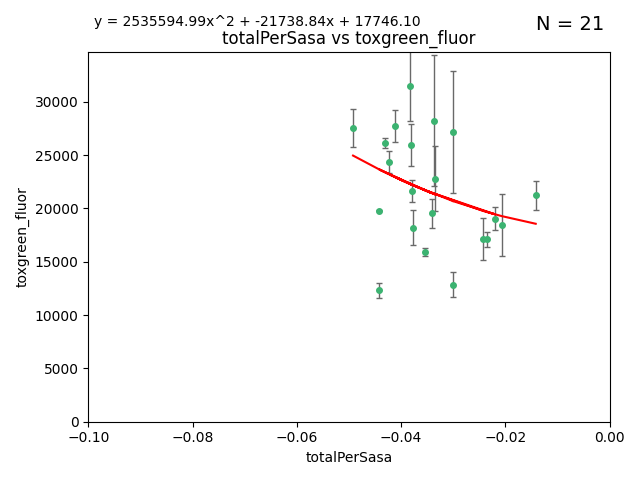 y = 2535594.99x^2 + -21738.84x + 17746.10
N = 21
totalPerSasa vs toxgreen_fluor
30000
25000
20000
15000
10000
5000
0
toxgreen_fluor
−0.10
−0.08
−0.06
−0.04
−0.02
0.00
totalPerSasa